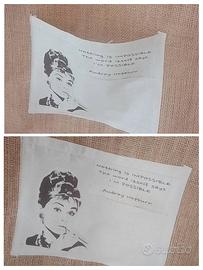 Nothing is impossible
The word itself says
I'm possible
Audrey Hepburn
Nothing is impossible
The word itself says
I'm possible
Audrey Hepburn
subito